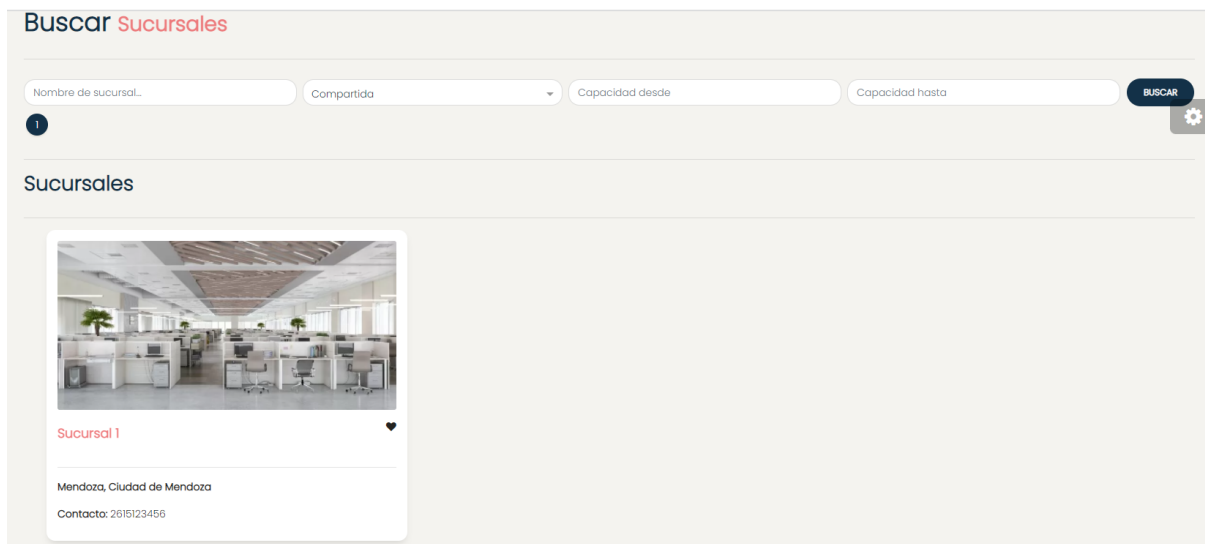 Buscar Sucursales
Nombre de sucursal... Compartida Capacidad desde Capacidad hasta BUSCAR
1
Sucursales
Sucursal 1
Mendoza, Ciudad de Mendoza
Contacto: 2615123456